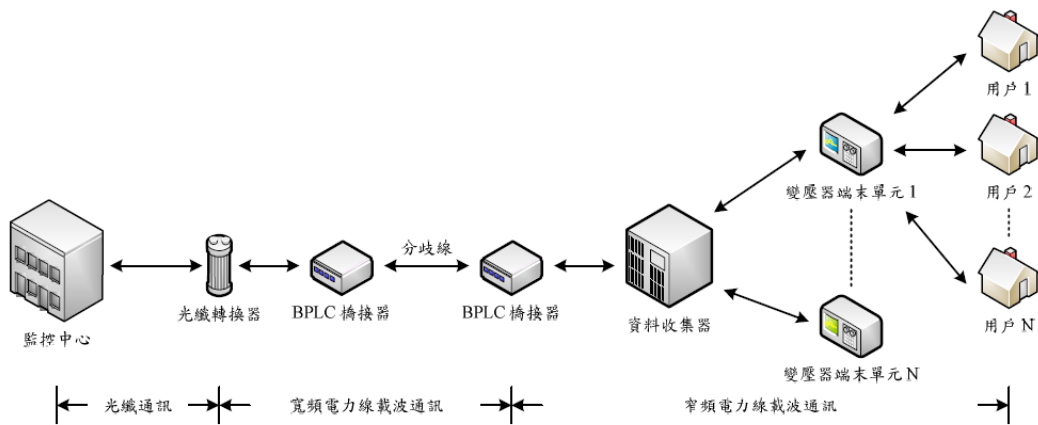 用戶 1
變壓器端末單元 1
用戶 2
分歧線
監控中心
光纖轉換器
BPLC 橋接器
BPLC 橋接器
資料收集器
用戶 N
變壓器端末單元 N
光纖通訊
寬頻電力線載波通訊
窄頻電力線載波通訊